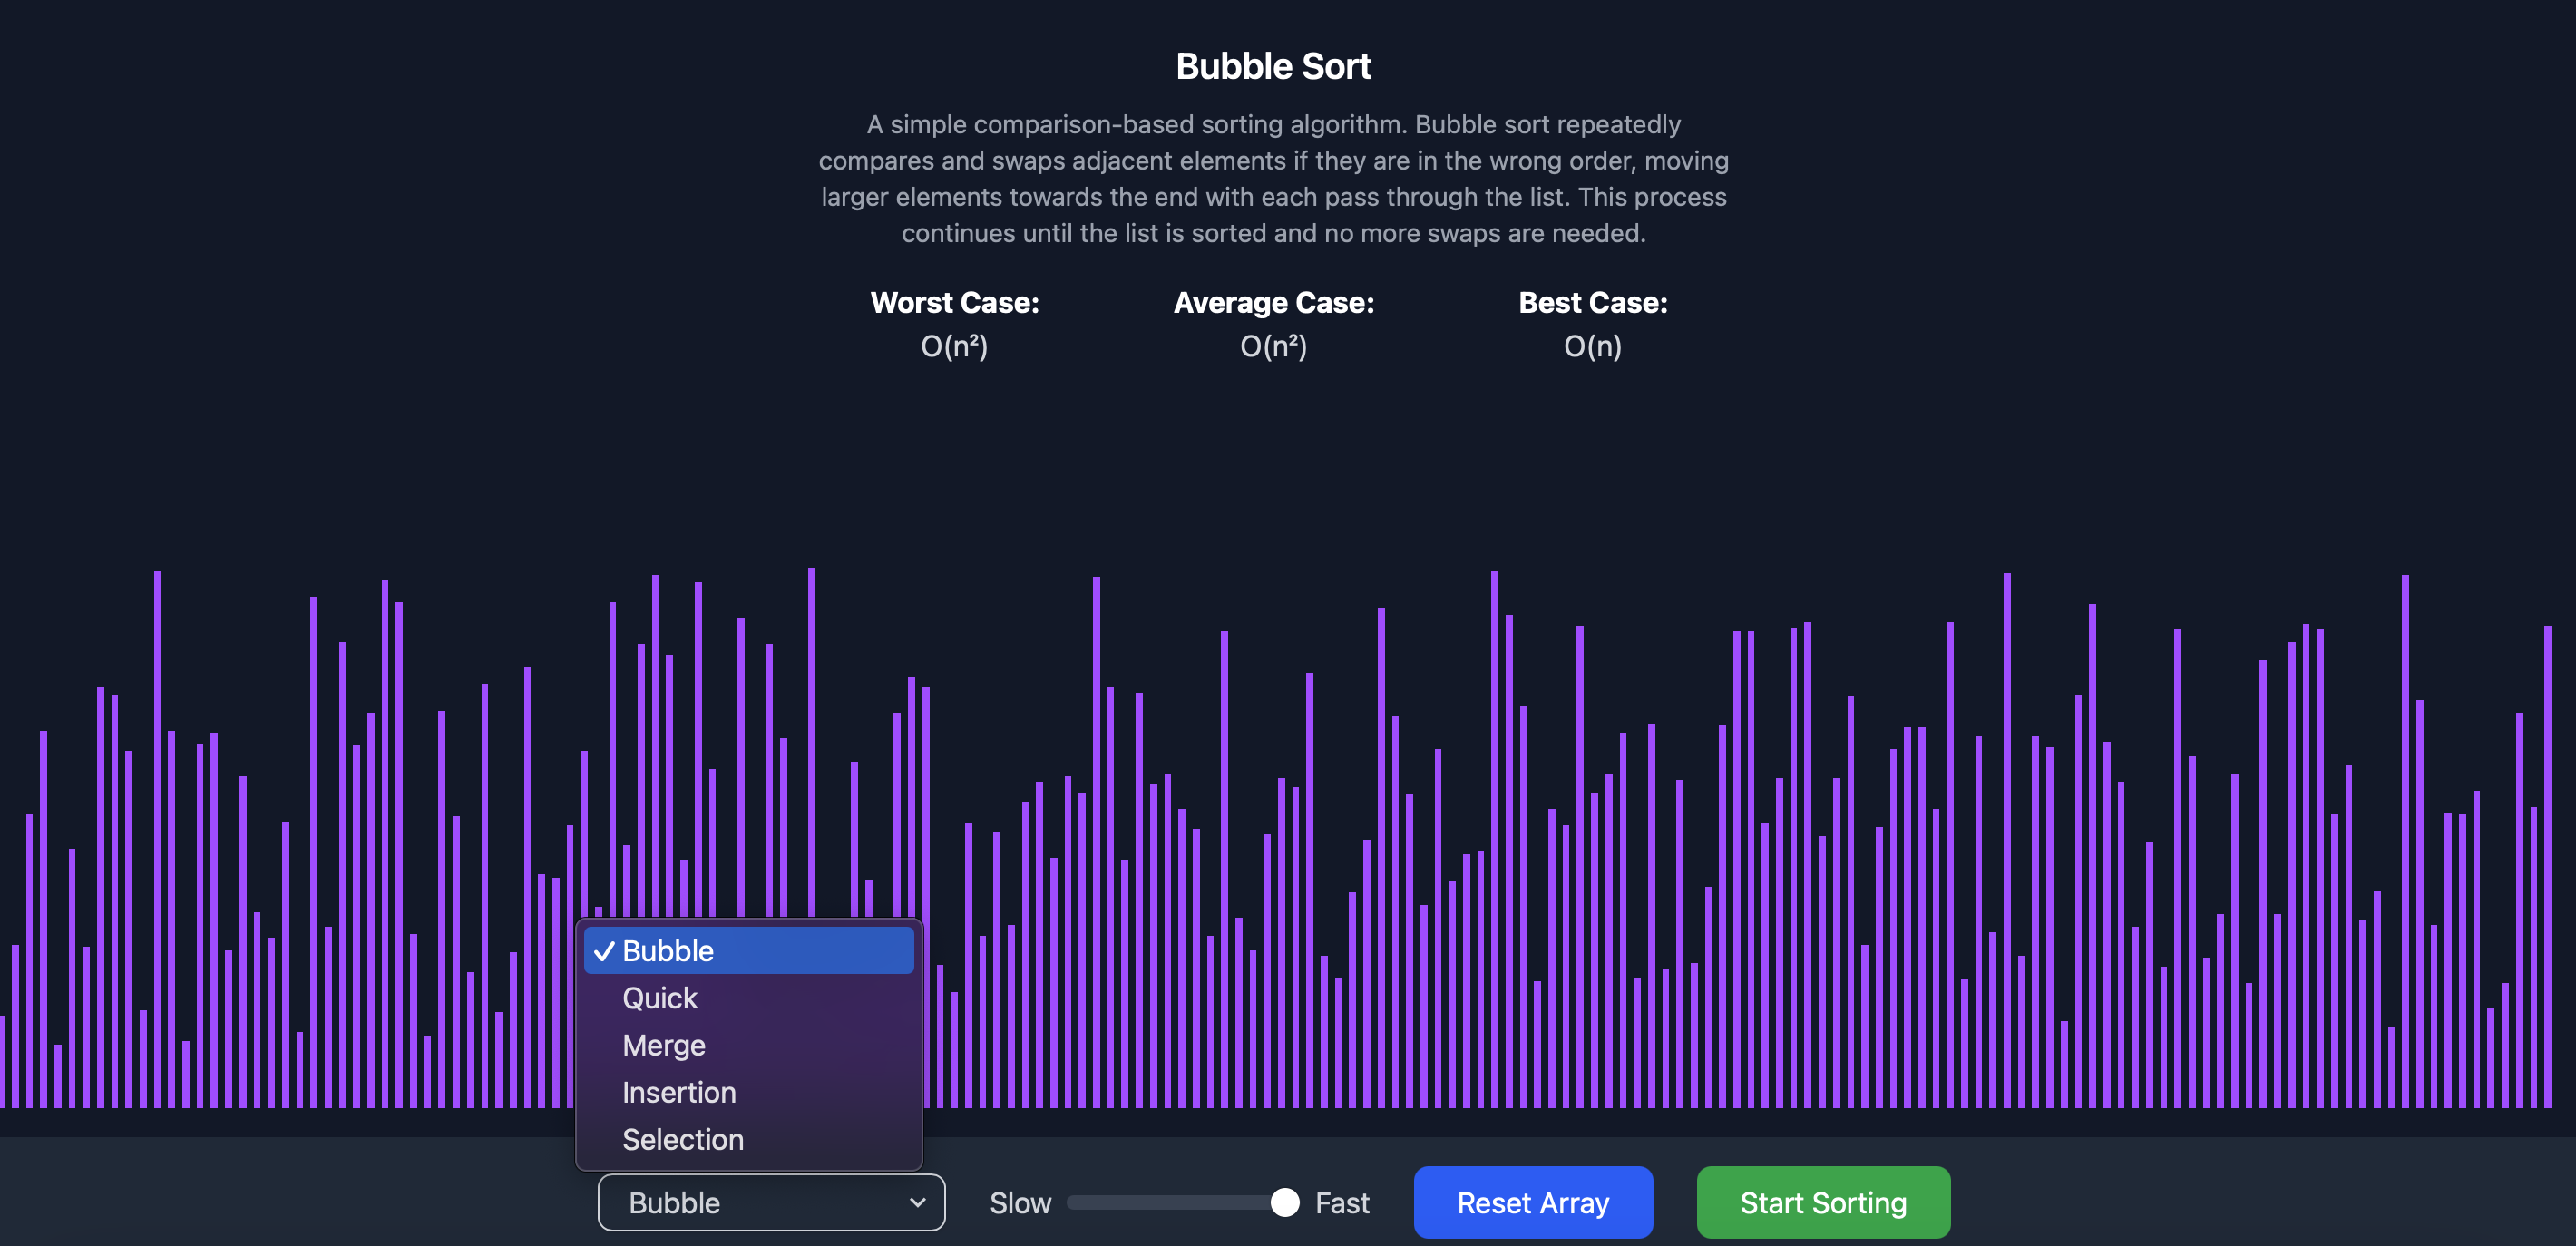 Bubble Sort
A simple comparison-based sorting algorithm. Bubble sort repeatedly
compares and swaps adjacent elements if they are in the wrong order, moving
larger elements towards the end with each pass through the list. This process
continues until the list is sorted and no more swaps are needed.
Worst Case: Average Case: Best Case:
O(n²) O(n²) O(n)
Bubble
Quick
Merge
Insertion
Selection
Bubble Slow Fast Reset Array Start Sorting